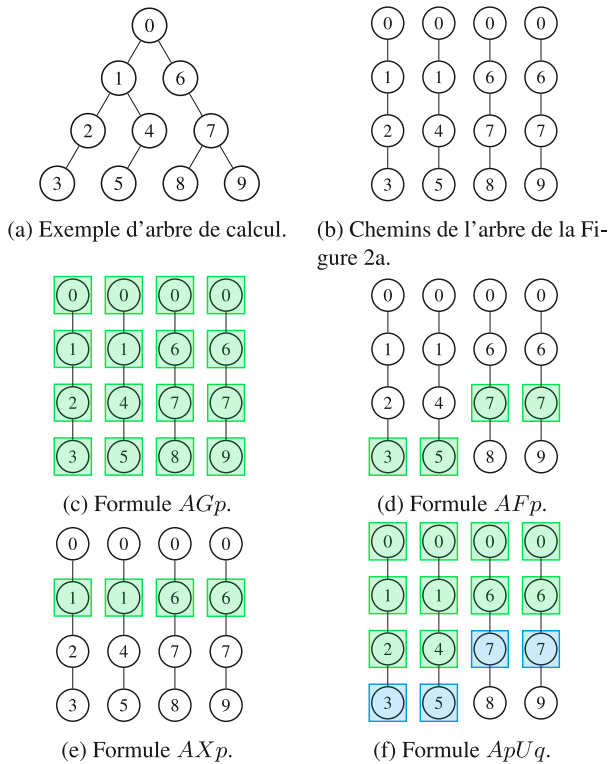 0
1 6
2 4 7
3 5 8 9
(a) Exemple d'arbre de calcul.
0 0 0 0
1 1 6 6
2 4 7 7
3 5 8 9
(b) Chemins de l'arbre de la Fi-
gure 2a.
0 0 0 0
1 1 6 6
2 4 7 7
3 5 8 9
(c) Formule AGp.
0 0 0 0
1 1 6 6
2 4 7 7
3 5 8 9
(d) Formule AFp.
0 0 0 0
1 1 6 6
2 4 7 7
3 5 8 9
(e) Formule AXp.
0 0 0 0
1 1 6 6
2 4 7 7
3 5 8 9
(f) Formule ApUq.